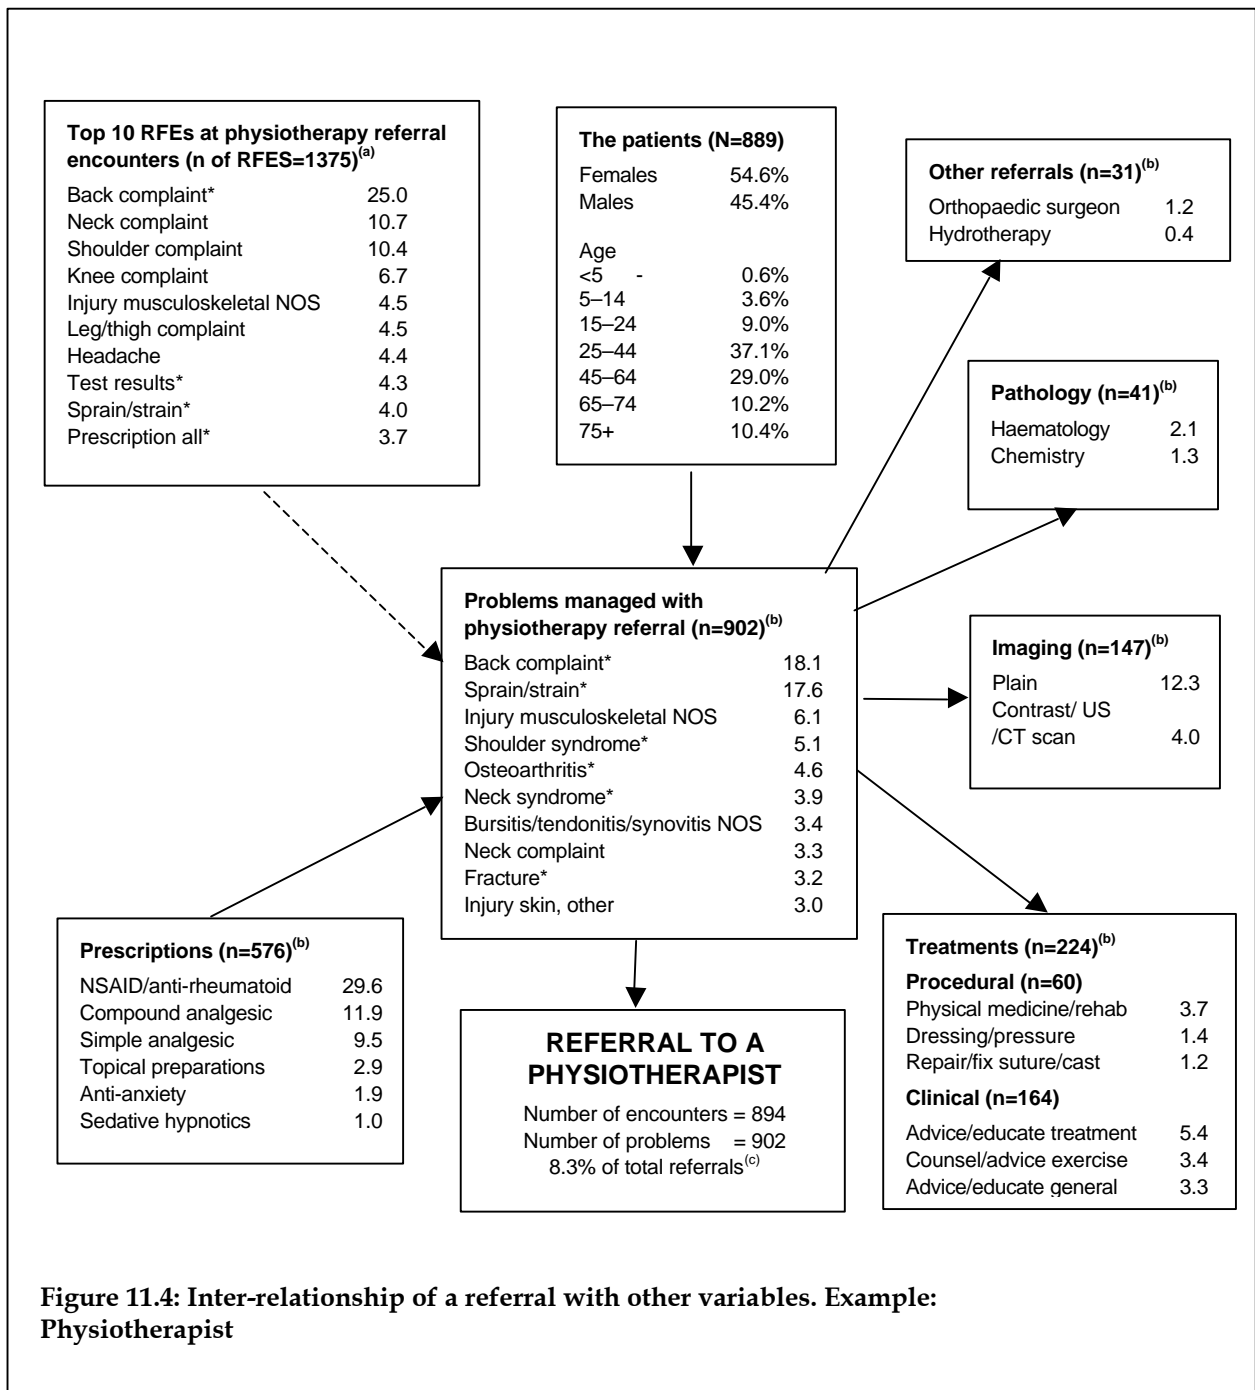 Top 10 RFEs at physiotherapy referral
encounters (n of RFES=1375)(a)
Back complaint* 25.0
Neck complaint 10.7
Shoulder complaint 10.4
Knee complaint 6.7
Injury musculoskeletal NOS 4.5
Leg/thigh complaint 4.5
Headache 4.4
Test results* 4.3
Sprain/strain* 4.0
Prescription all* 3.7
The patients (N=889)
Females 54.6%
Males 45.4%
Age
<5 - 0.6%
5–14 3.6%
15–24 9.0%
25–44 37.1%
45–64 29.0%
65–74 10.2%
75+ 10.4%
Other referrals (n=31)(b)
Orthopaedic surgeon 1.2
Hydrotherapy 0.4
Pathology (n=41)(b)
Haematology 2.1
Chemistry 1.3
Problems managed with
physiotherapy referral (n=902)(b)
Back complaint* 18.1
Sprain/strain* 17.6
Injury musculoskeletal NOS 6.1
Shoulder syndrome* 5.1
Osteoarthritis* 4.6
Neck syndrome* 3.9
Bursitis/tendonitis/synovitis NOS 3.4
Neck complaint 3.3
Fracture* 3.2
Injury skin, other 3.0
Imaging (n=147)(b)
Plain 12.3
Contrast/ US
/CT scan 4.0
Prescriptions (n=576)(b)
NSAID/anti-rheumatoid 29.6
Compound analgesic 11.9
Simple analgesic 9.5
Topical preparations 2.9
Anti-anxiety 1.9
Sedative hypnotics 1.0
REFERRAL TO A
PHYSIOTHERAPIST
Number of encounters = 894
Number of problems = 902
8.3% of total referrals(c)
Treatments (n=224)(b)
Procedural (n=60)
Physical medicine/rehab 3.7
Dressing/pressure 1.4
Repair/fix suture/cast 1.2
Clinical (n=164)
Advice/educate treatment 5.4
Counsel/advice exercise 3.4
Advice/educate general 3.3
Figure 11.4: Inter-relationship of a referral with other variables. Example:
Physiotherapist